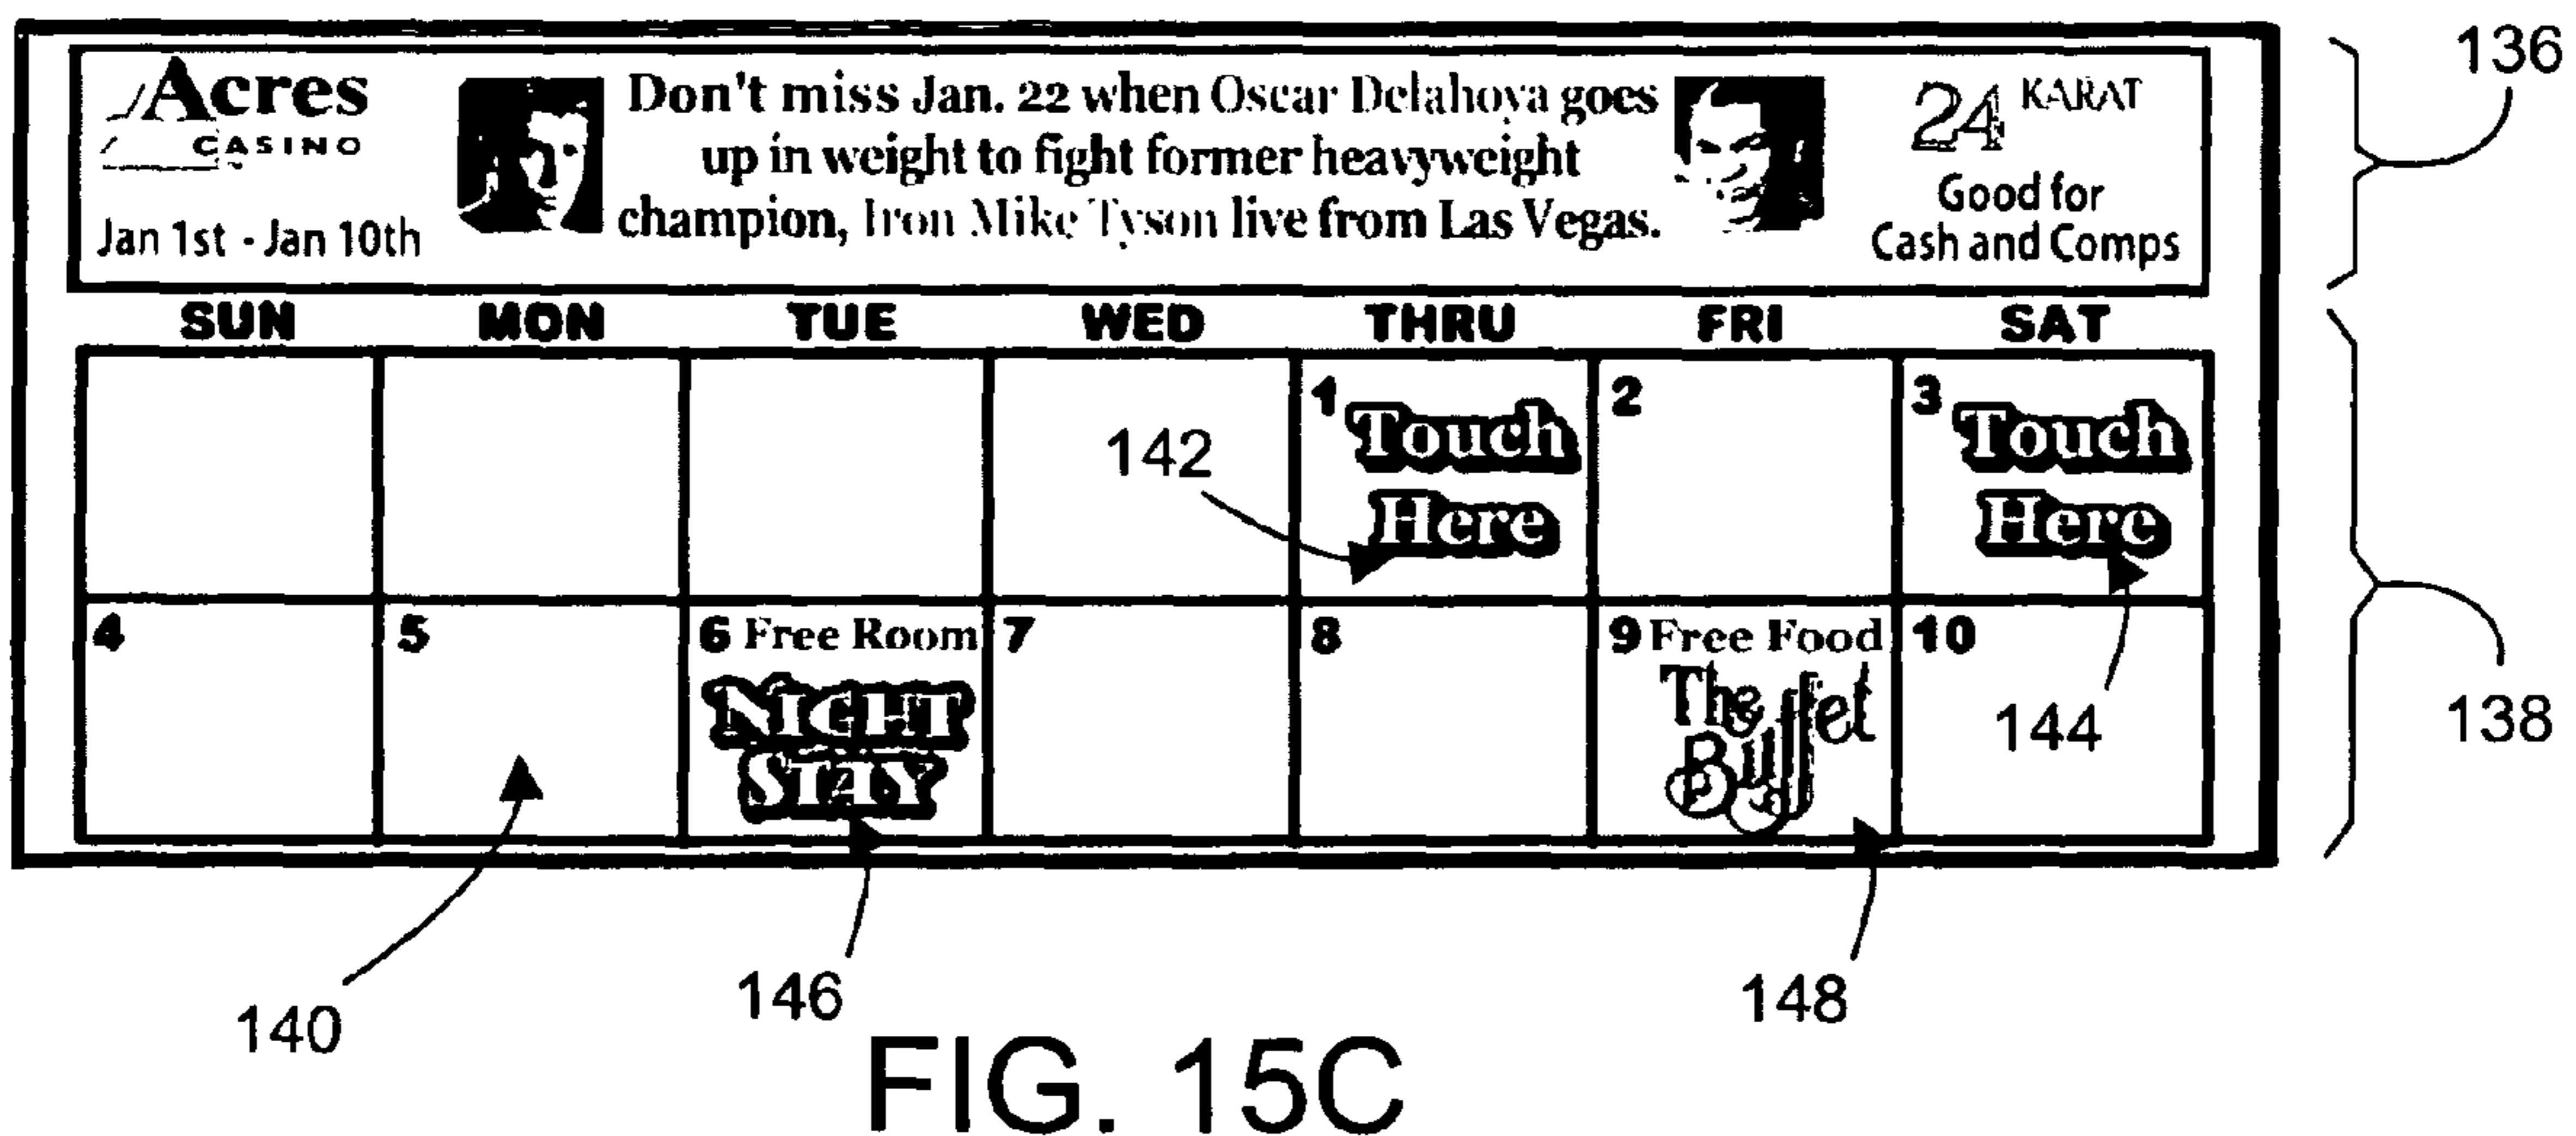 Acres
CASINO
Jan 1st - Jan 10th
Don't miss Jan. 22 when Oscar Delahoya goes
up in weight to fight former heavyweight
champion, Iron Mike Tyson live from Las Vegas.
24 KARAT
Good for
Cash and Comps
136
SUN MON TUE WED THRU FRI SAT
1 Touch
Here
2
3 Touch
Here
142
144
138
4
5
6 Free Room
NIGHT
STAY
7
8
9 Free Food
The
Buffet
10
140
146
148
FIG. 15C